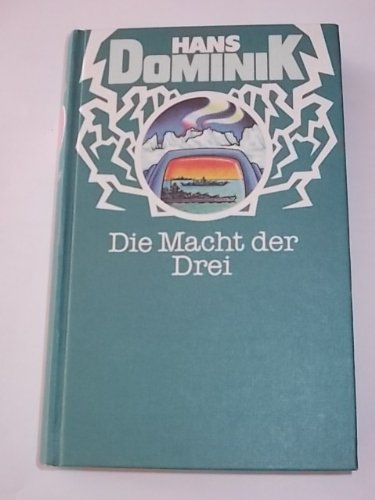 HANS
DOMINIK
Die Macht der
Drei